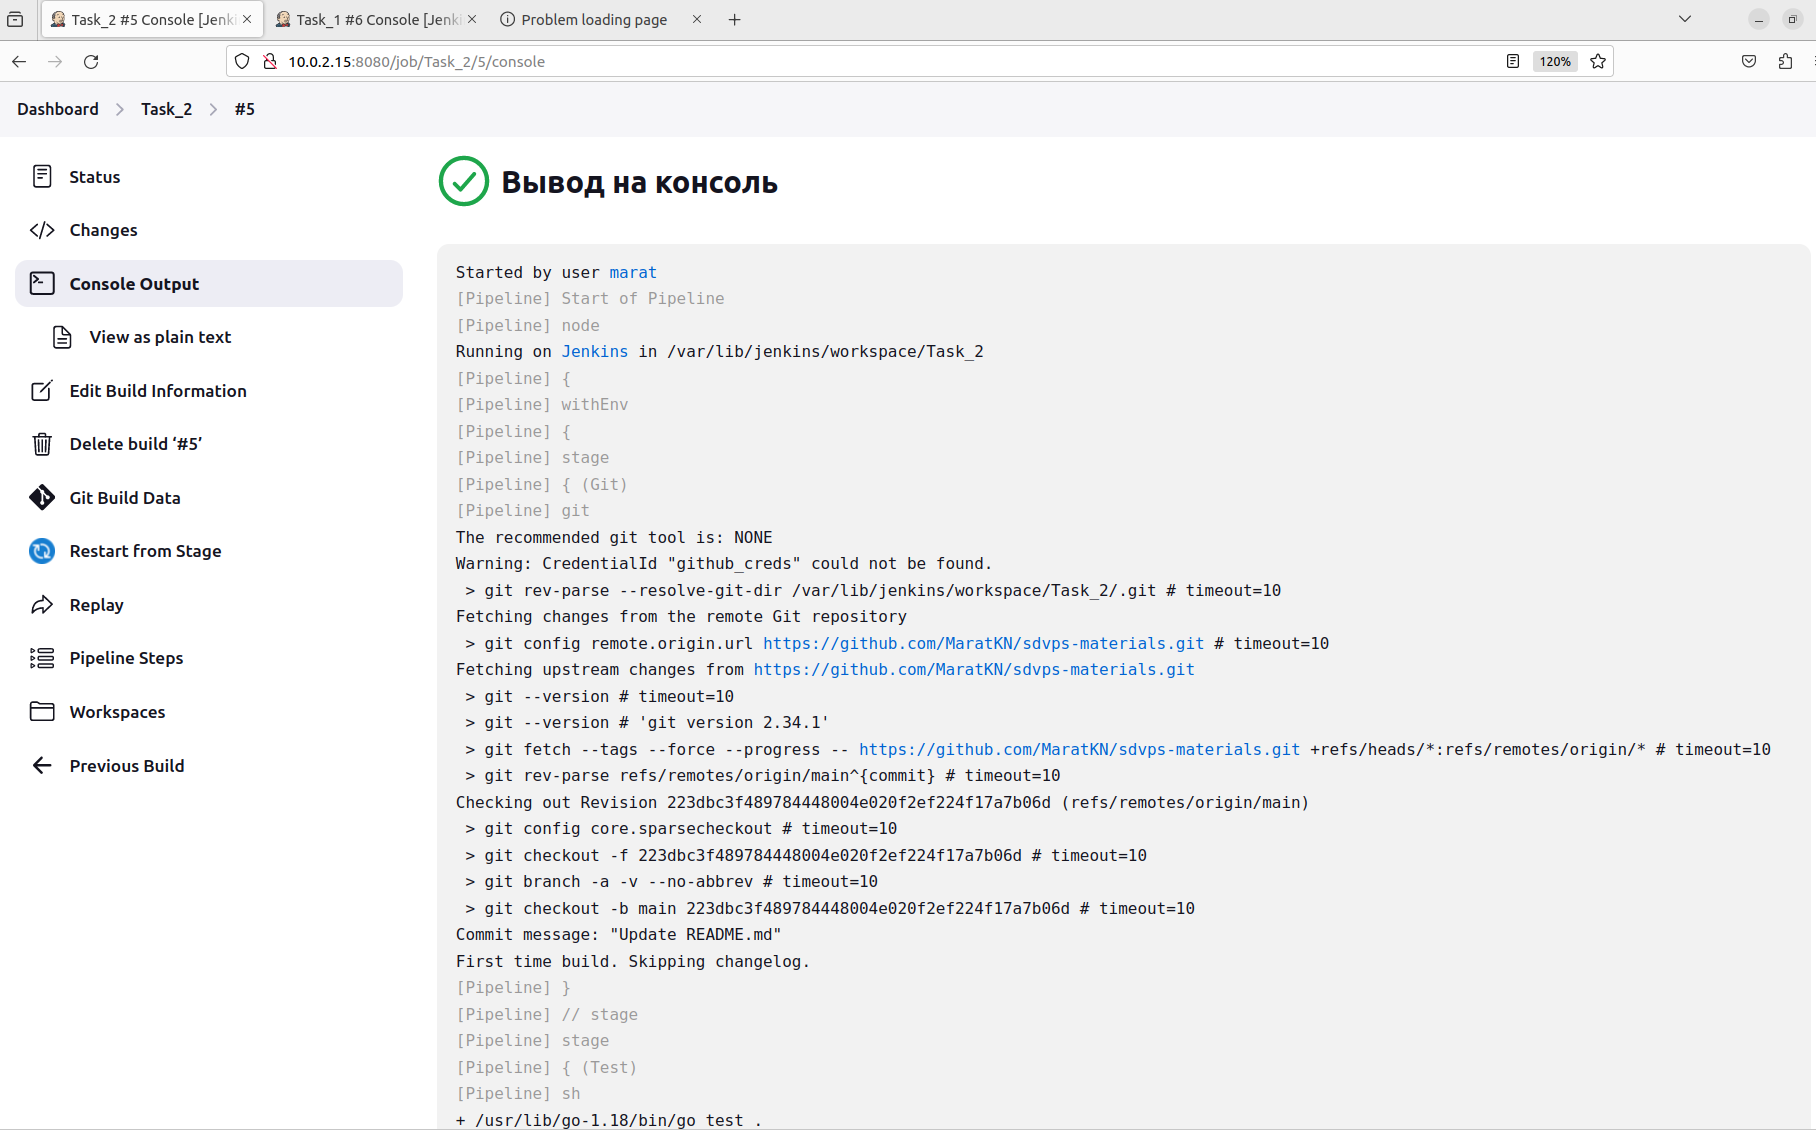 Task_2 #5 Console [Jenki
Task_1 #6 Console [Jenki
Problem loading page
10.0.2.15:8080/job/Task_2/5/console
120%
Dashboard
Task_2
#5
Status
Changes
Console Output
View as plain text
Edit Build Information
Delete build ‘#5’
Git Build Data
Restart from Stage
Replay
Pipeline Steps
Workspaces
Previous Build
Вывод на консоль
Started by user marat
[Pipeline] Start of Pipeline
[Pipeline] node
Running on Jenkins in /var/lib/jenkins/workspace/Task_2
[Pipeline] {
[Pipeline] withEnv
[Pipeline] {
[Pipeline] stage
[Pipeline] { (Git)
[Pipeline] git
The recommended git tool is: NONE
Warning: CredentialId "github_creds" could not be found.
> git rev-parse --resolve-git-dir /var/lib/jenkins/workspace/Task_2/.git # timeout=10
Fetching changes from the remote Git repository
> git config remote.origin.url https://github.com/MaratKN/sdvps-materials.git # timeout=10
Fetching upstream changes from https://github.com/MaratKN/sdvps-materials.git
> git --version # timeout=10
> git --version # 'git version 2.34.1'
> git fetch --tags --force --progress -- https://github.com/MaratKN/sdvps-materials.git +refs/heads/*:refs/remotes/origin/* # timeout=10
> git rev-parse refs/remotes/origin/main^{commit} # timeout=10
Checking out Revision 223dbc3f489784448004e020f2ef224f17a7b06d (refs/remotes/origin/main)
> git config core.sparsecheckout # timeout=10
> git checkout -f 223dbc3f489784448004e020f2ef224f17a7b06d # timeout=10
> git branch -a -v --no-abbrev # timeout=10
> git checkout -b main 223dbc3f489784448004e020f2ef224f17a7b06d # timeout=10
Commit message: "Update README.md"
First time build. Skipping changelog.
[Pipeline] }
[Pipeline] // stage
[Pipeline] stage
[Pipeline] { (Test)
[Pipeline] sh
+ /usr/lib/go-1.18/bin/go test .